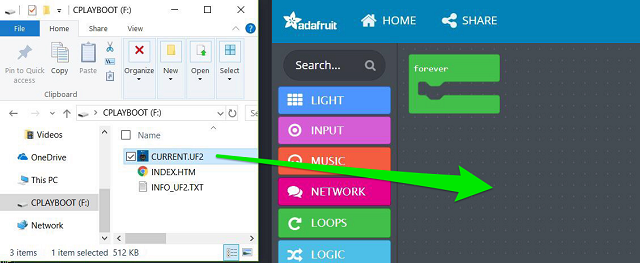 CPLAYBOOT (F:)
File
Home
Share
View
Pin to Quick access
Copy
Paste
Clipboard
Organize
New
Open
Select
CPLAYBOOT (F:)
Name
Videos
OneDrive
This PC
CPLAYBOOT (F:)
Network
CURRENT.UF2
INDEX.HTM
INFO_UF2.TXT
3 items
1 item selected
512 KB
adafruit
HOME
SHARE
Search...
LIGHT
INPUT
MUSIC
NETWORK
LOOPS
LOGIC
forever